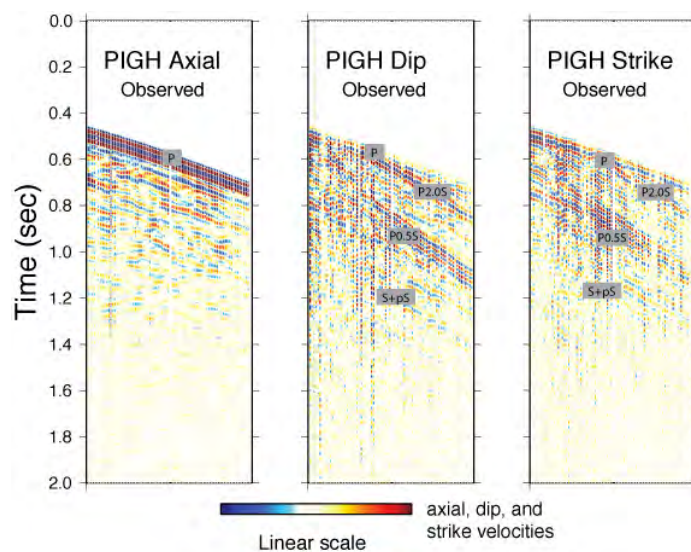 0.0
0.2
0.4
0.6
0.8
1.0
1.2
1.4
1.6
1.8
2.0
Time (sec)
PIGH Axial
Observed
P
PIGH Dip
Observed
P
P2.0S
P0.5S
S+pS
PIGH Strike
Observed
P
P2.0S
P0.5S
S+pS
axial, dip, and
strike velocities
Linear scale